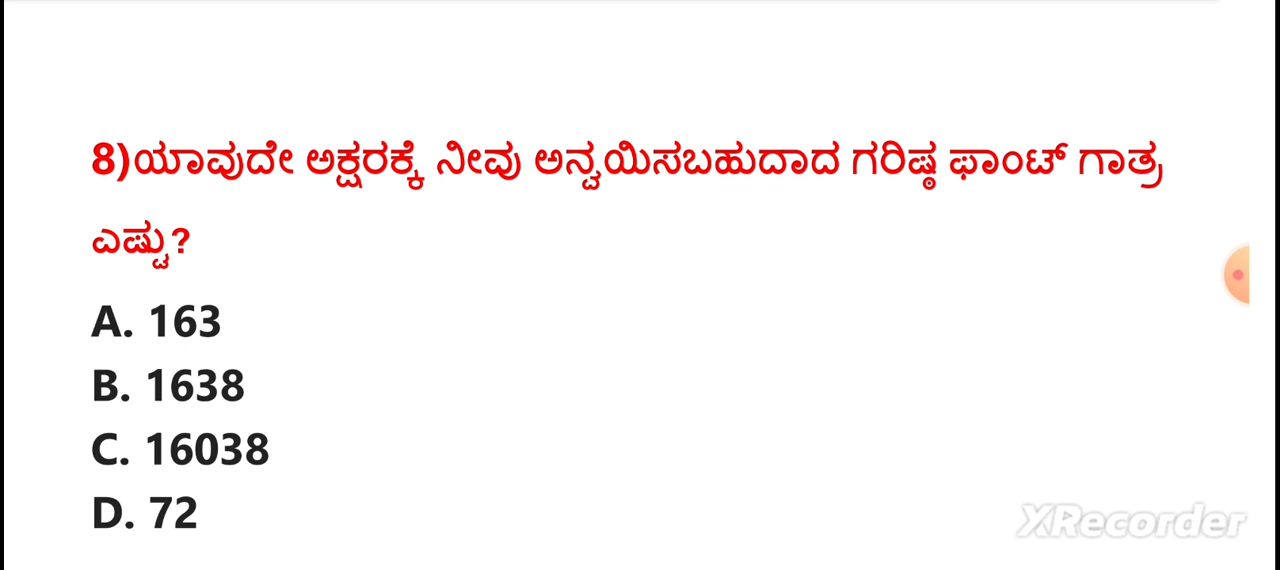 8)ಯಾವುದೇ ಅಕ್ಷರಕ್ಕೆ ನೀವು ಅನ್ವಯಿಸಬಹುದಾದ ಗರಿಷ್ಠ ಫಾಂಟ್ ಗಾತ್ರ
ಎಷ್ಟು?
A. 163
B. 1638
C. 16038
D. 72
XRecorder